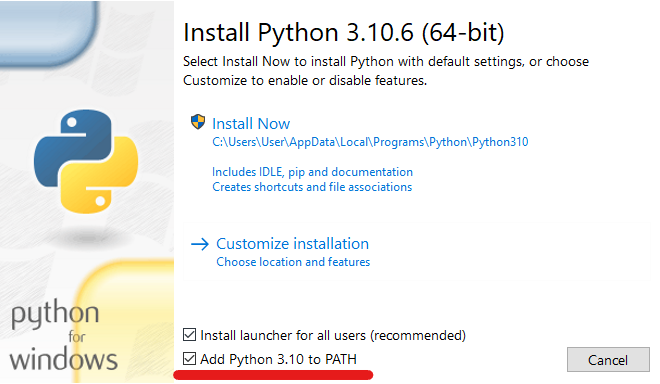 Install Python 3.10.6 (64-bit)
Select Install Now to install Python with default settings, or choose
Customize to enable or disable features.
Install Now
C:\Users\User\AppData\Local\Programs\Python\Python310
Includes IDLE, pip and documentation
Creates shortcuts and file associations
Customize installation
Choose location and features
python
for
windows
Install launcher for all users (recommended)
Add Python 3.10 to PATH
Cancel